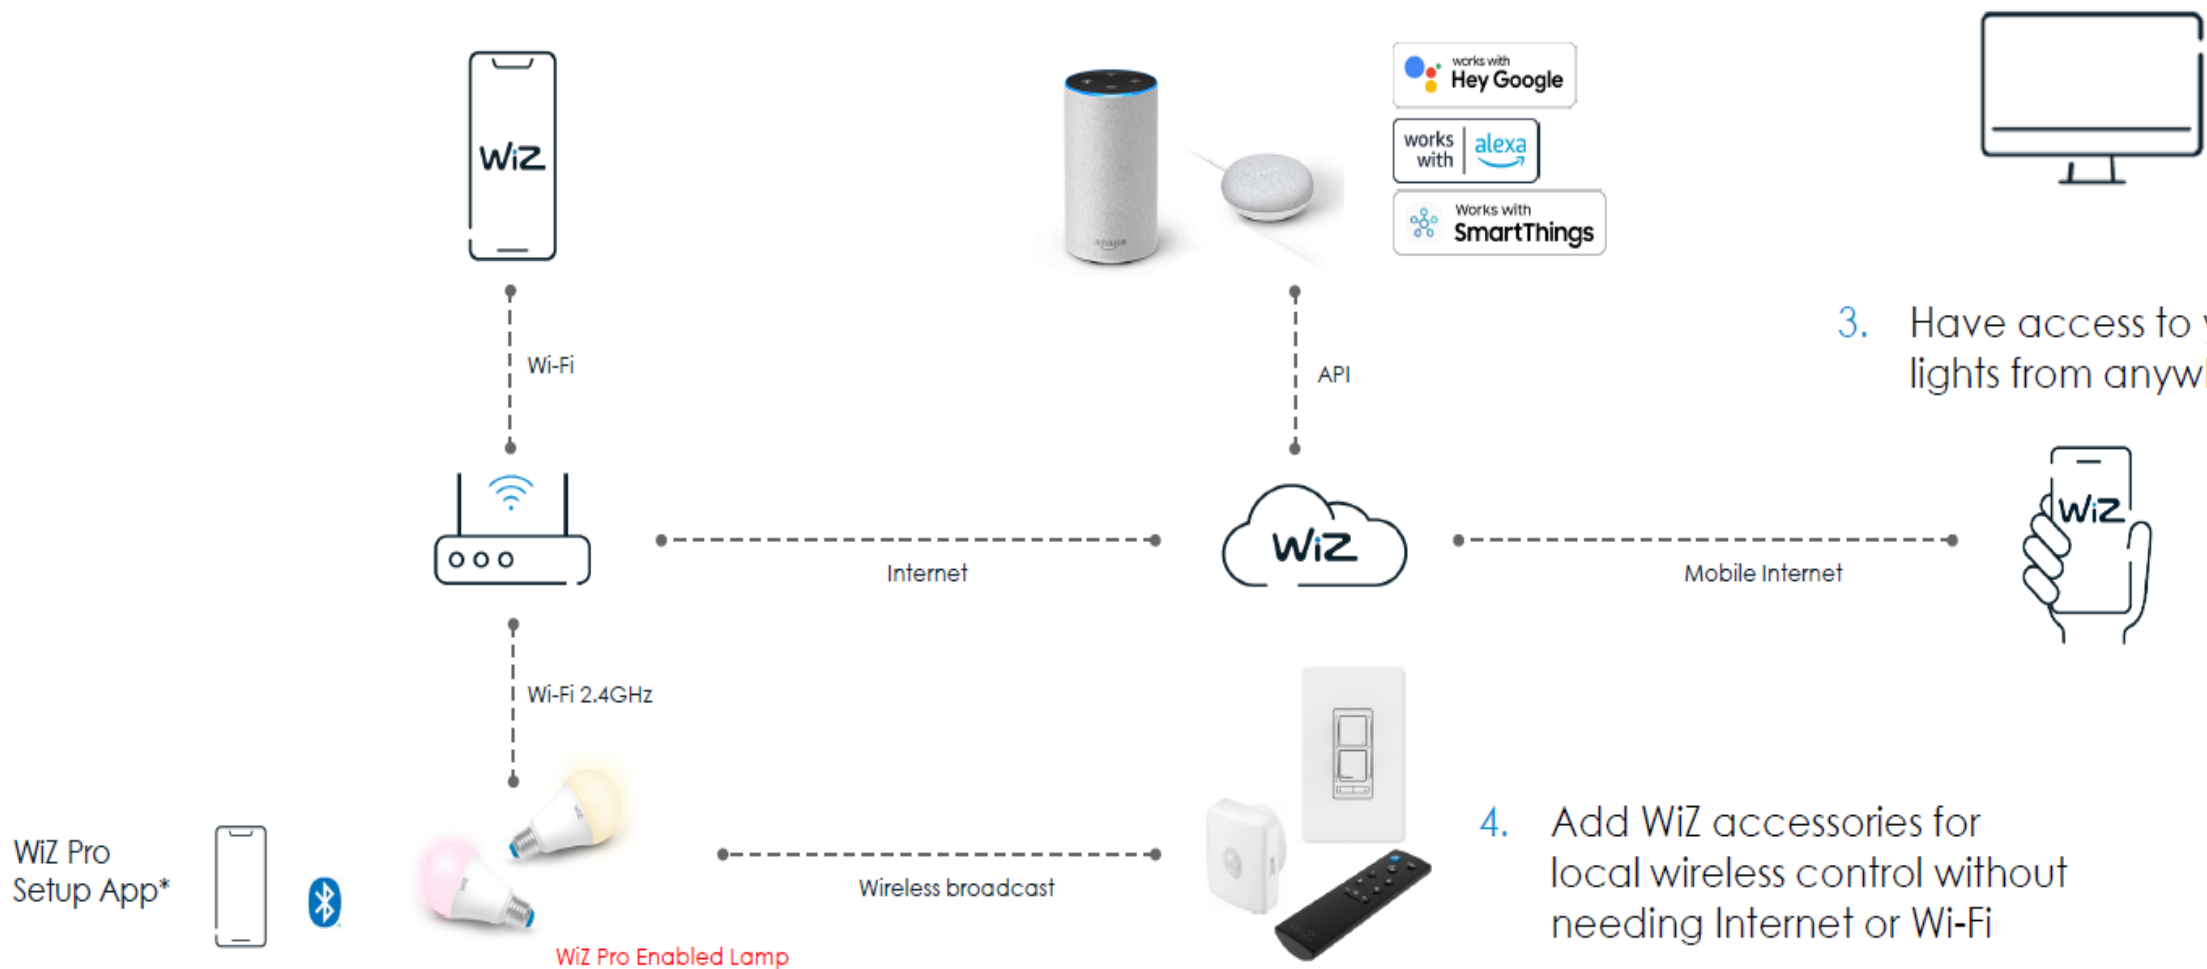 WiZ
works with
Hey Google
works
with
alexa
Works with
SmartThings
amazon
3. Have access to
lights from
Wi-Fi
API
WiZ
Internet
Mobile Internet
WiZ
Wi-Fi 2.4GHz
WiZ Pro
Setup App*
Wireless broadcast
WiZ Pro Enabled Lamp
4. Add WiZ accessories for
local wireless control without
needing Internet or Wi-Fi